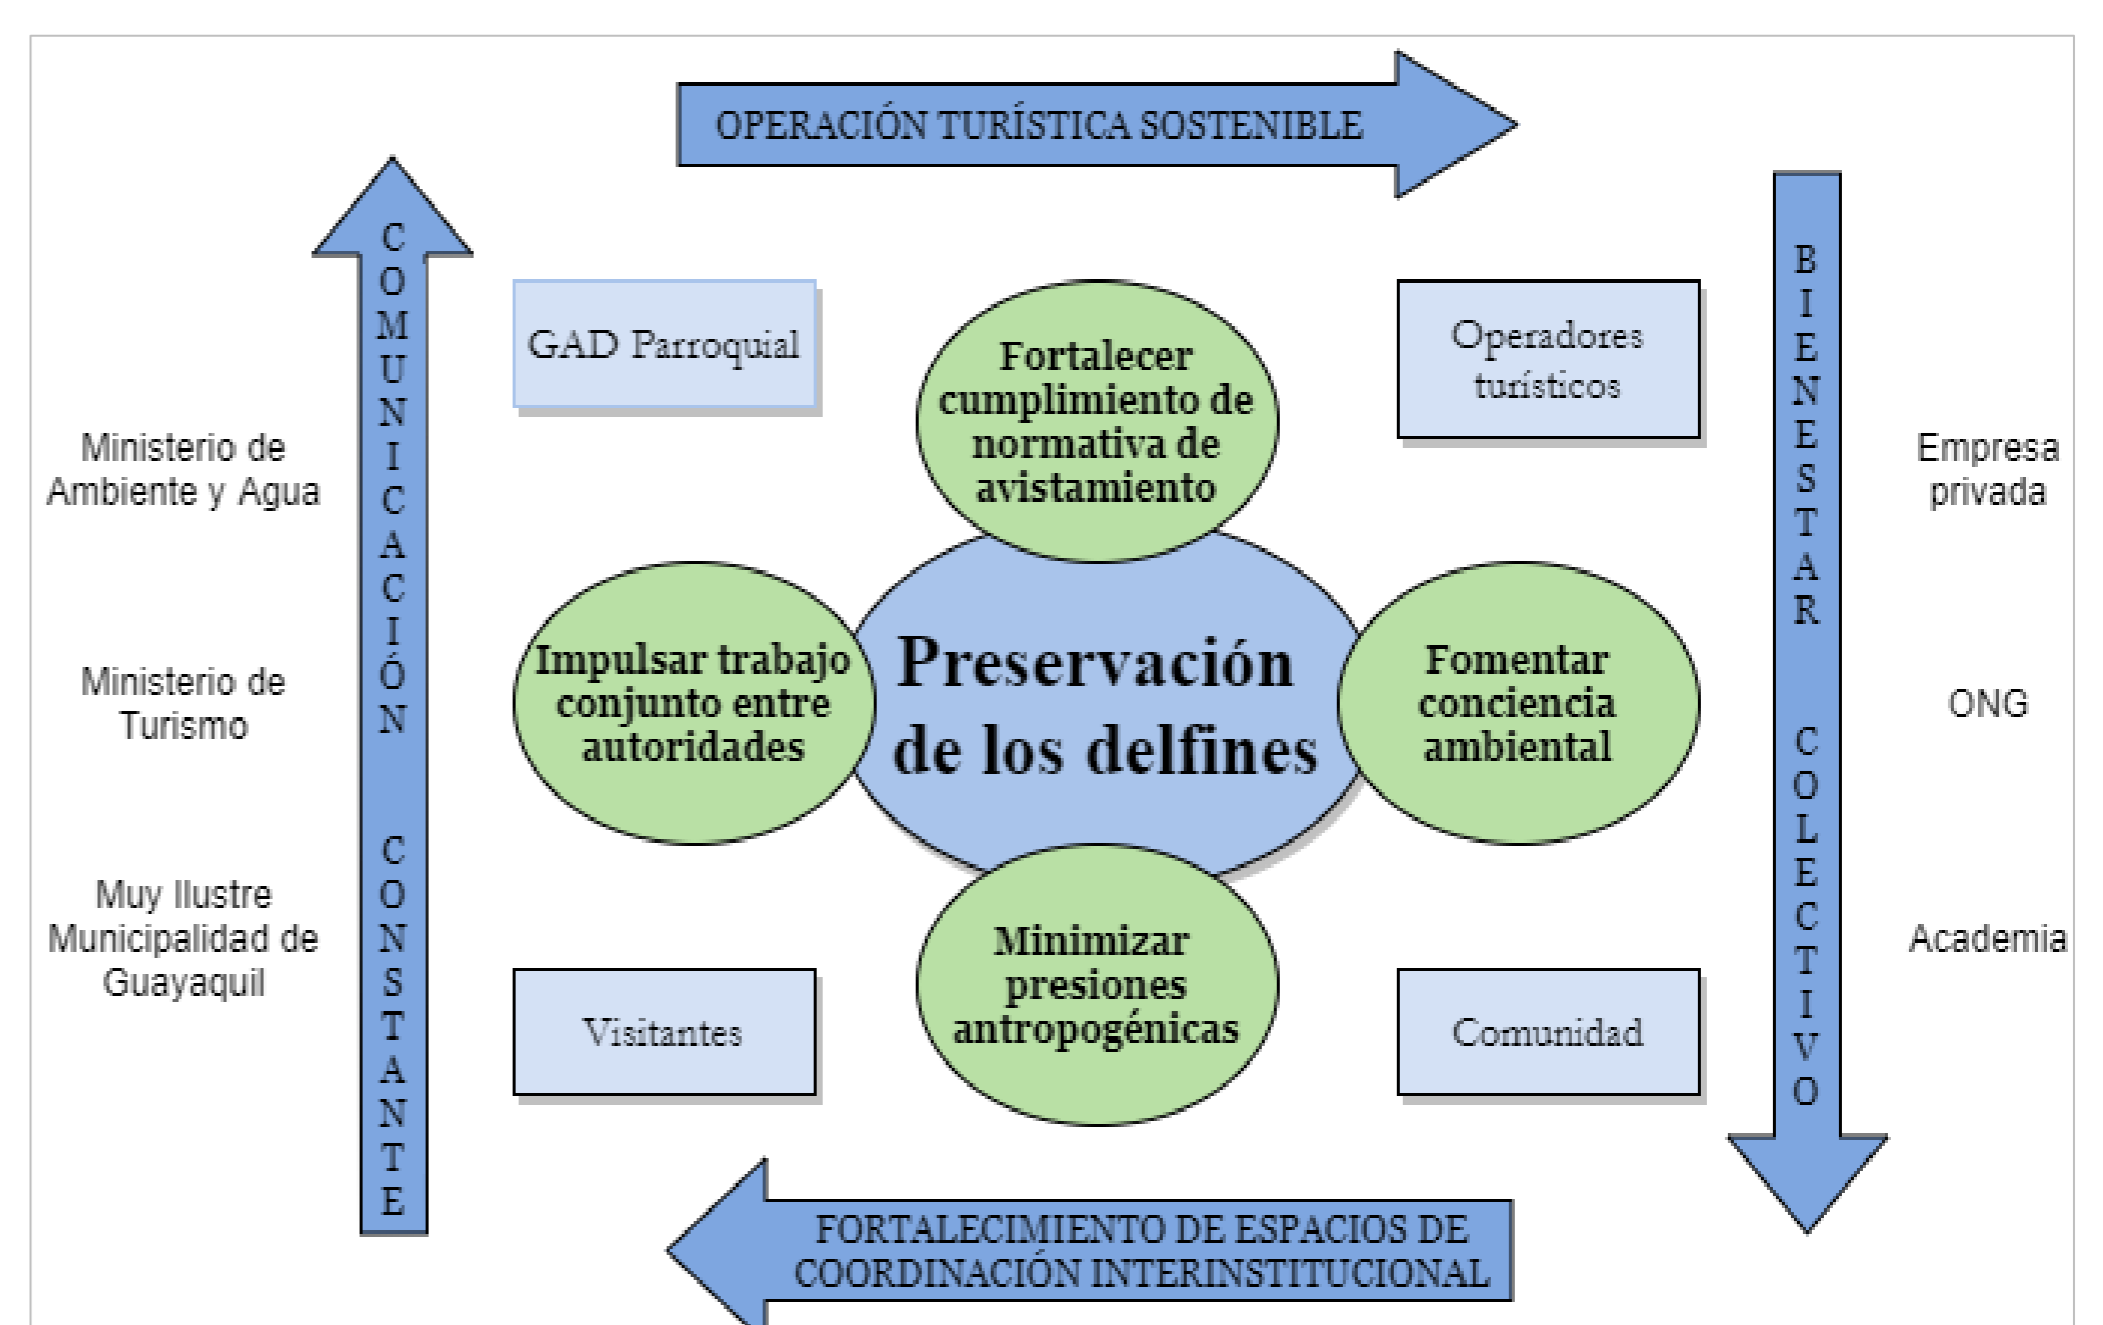 OPERACIÓN TURÍSTICA SOSTENIBLE
COMUNICACIÓN CONSTANTE
GAD Parroquial
Fortalecer
cumplimiento de
normativa de
avistamiento
Operadores
turísticos
BIENESTAR COLECTIVO
Ministerio de
Ambiente y Agua
Empresa
privada
Impulsar trabajo
conjunto entre
autoridades
Preservación
de los delfines
Fomentar
conciencia
ambiental
Ministerio de
Turismo
ONG
Muy Ilustre
Municipalidad de
Guayaquil
Academia
Visitantes
Minimizar
presiones
antropogénicas
Comunidad
FORTALECIMIENTO DE ESPACIOS DE
COORDINACIÓN INTERINSTITUCIONAL